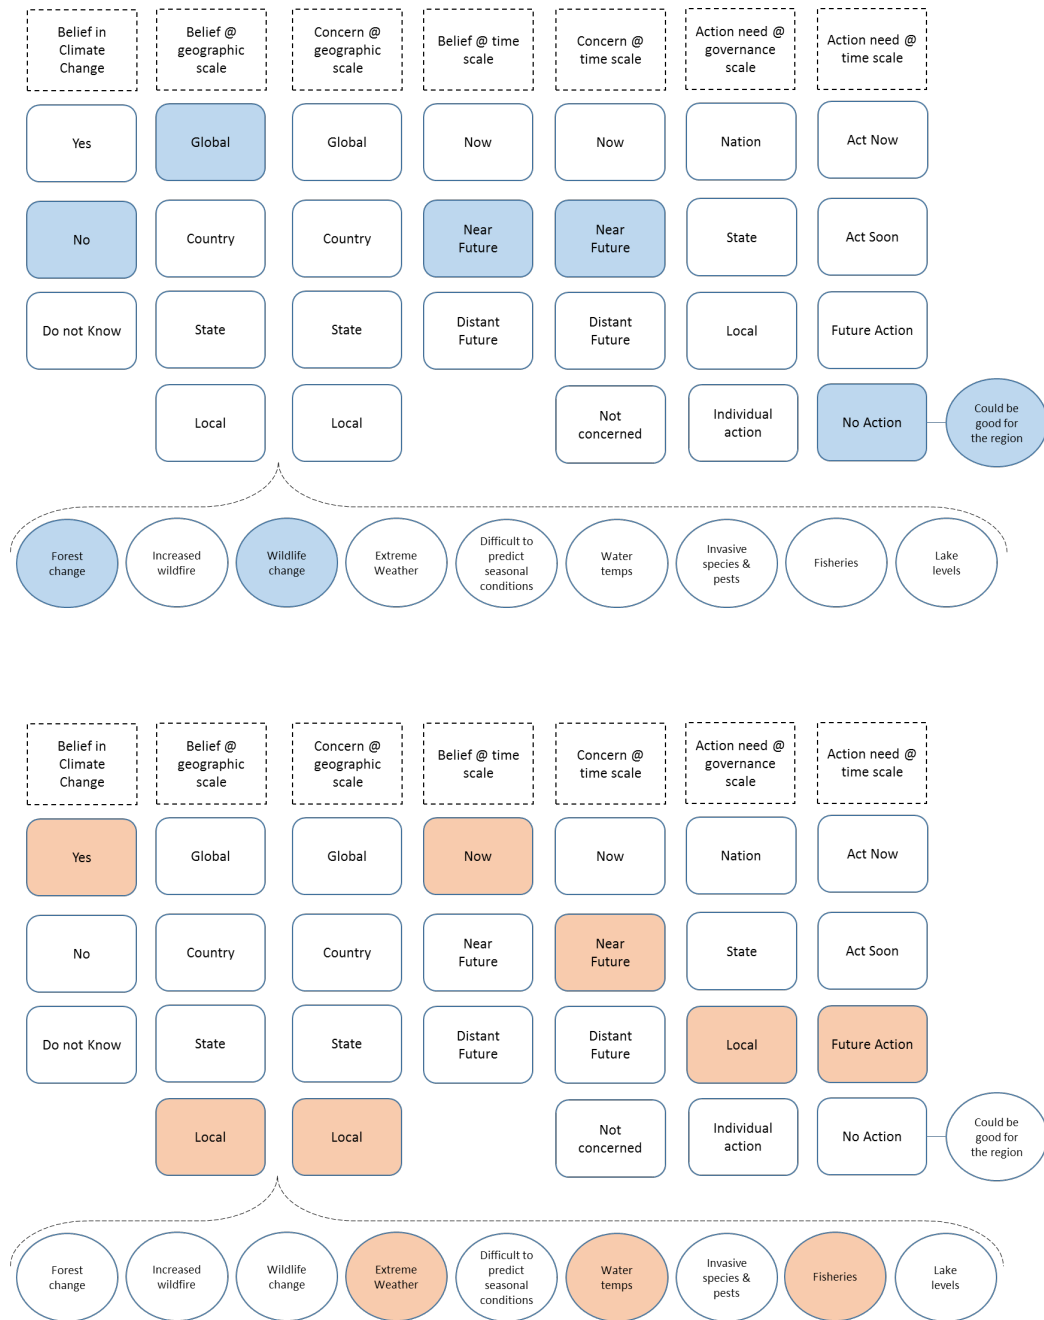 Belief in
Climate
Change
Belief @
geographic
scale
Concern @
geographic
scale
Belief @ time
scale
Concern @
time scale
Action need @
governance
scale
Action need @
time scale
Yes
Global
Global
Now
Now
Nation
Act Now
No
Country
Country
Near
Future
Near
Future
State
Act Soon
Do not Know
State
State
Distant
Future
Distant
Future
Local
Future Action
Local
Local
Not
concerned
Individual
action
No Action
Could be
good for
the region
Forest
change
Increased
wildfire
Wildlife
change
Extreme
Weather
Difficult to
predict
seasonal
conditions
Water
temps
Invasive
species &
pests
Fisheries
Lake
levels
Belief in
Climate
Change
Belief @
geographic
scale
Concern @
geographic
scale
Belief @ time
scale
Concern @
time scale
Action need @
governance
scale
Action need @
time scale
Yes
Global
Global
Now
Now
Nation
Act Now
No
Country
Country
Near
Future
Near
Future
State
Act Soon
Do not Know
State
State
Distant
Future
Distant
Future
Local
Future Action
Local
Local
Not
concerned
Individual
action
No Action
Could be
good for
the region
Forest
change
Increased
wildfire
Wildlife
change
Extreme
Weather
Difficult to
predict
seasonal
conditions
Water
temps
Invasive
species &
pests
Fisheries
Lake
levels